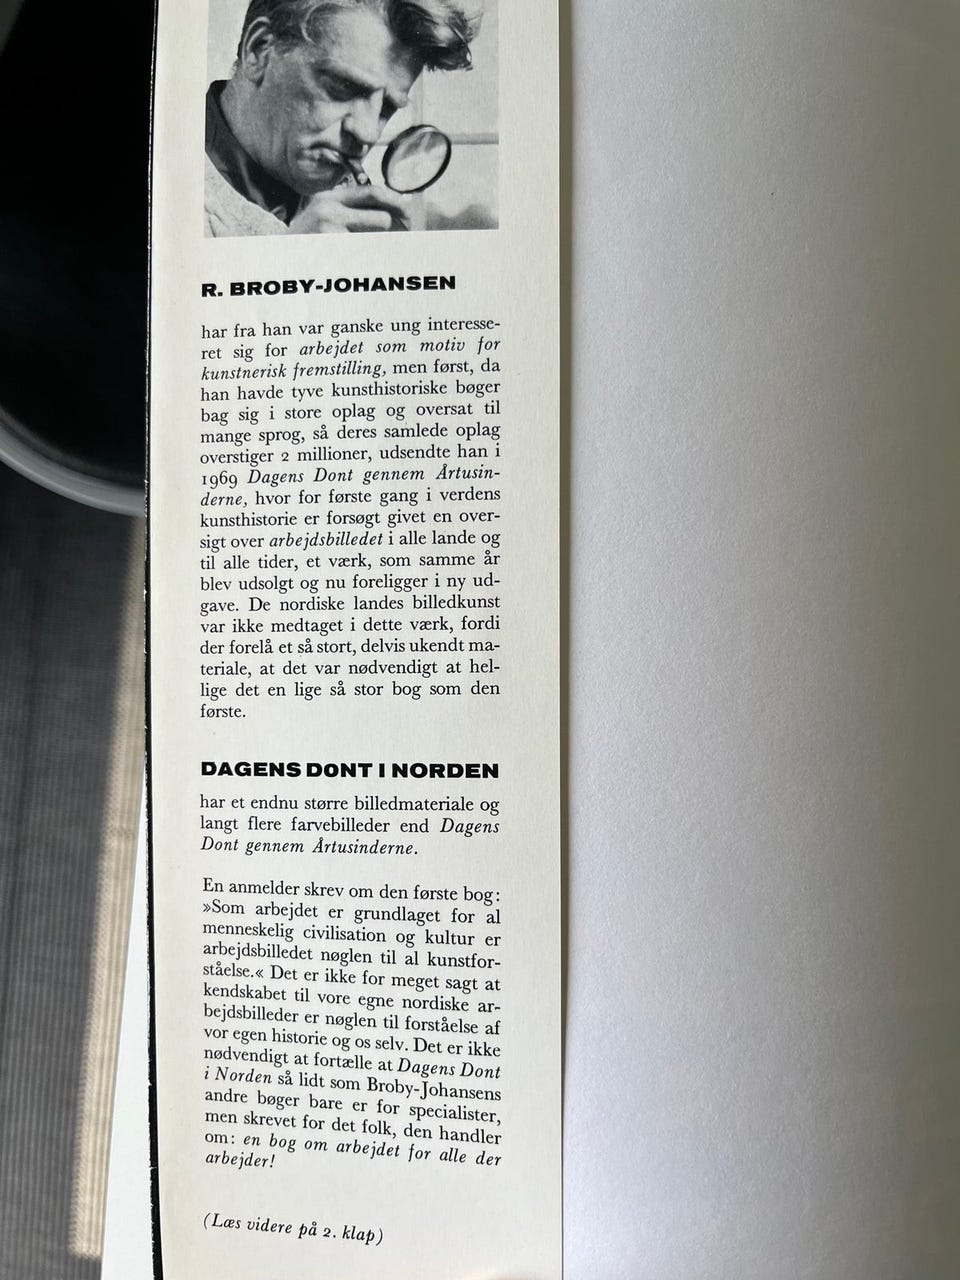 R. BROBY-JOHANSEN
har fra han var ganske ung interesse-
ret sig for arbejdet som motiv for
kunstnerisk fremstilling, men først, da
han havde tyve kunsthistoriske bøger
bag sig i store oplag og oversat til
mange sprog, så deres samlede oplag
overstiger 2 millioner, udsendte han i
1969 Dagens Dont gennem Årtusin-
derne, hvor for første gang i verdens
kunsthistorie er forsøgt givet en over-
sigt over arbejdsbilledet i alle lande og
til alle tider, et værk, som samme år
blev udsolgt og nu foreligger i ny ud-
gave. De nordiske landes billedkunst
var ikke medtaget i dette værk, fordi
der forelå et så stort, delvis ukendt ma-
teriale, at det var nødvendigt at hel-
lige det en lige så stor bog som den
første.
DAGENS DONT I NORDEN
har et endnu større billedmateriale og
langt flere farvebilleder end Dagens
Dont gennem Årtusinderne.
En anmelder skrev om den første bog:
»Som arbejdet er grundlaget for al
menneskelig civilisation og kultur er
arbejdsbilledet nøglen til al kunstfor-
ståelse.« Det er ikke for meget sagt at
kendskabet til vore egne nordiske ar-
bejdsbilleder er nøglen til forståelse af
vor egen historie og os selv. Det er ikke
nødvendigt at fortælle at Dagens Dont
i Norden så lidt som Broby-Johansens
andre bøger bare er for specialister,
men skrevet for det folk, den handler
om: en bog om arbejdet for alle der
arbejder!
(Læs videre på 2. klap)